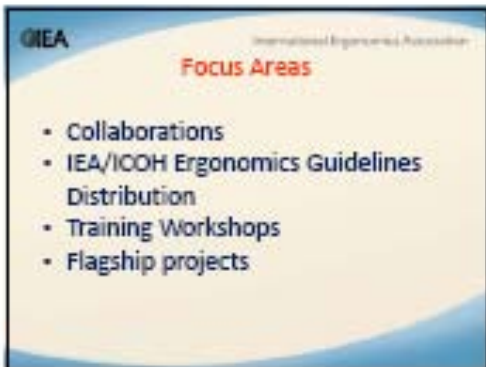 IEA
International Ergonomics Association
Focus Areas
• Collaborations
• IEA/ICOH Ergonomics Guidelines
Distribution
• Training Workshops
• Flagship projects